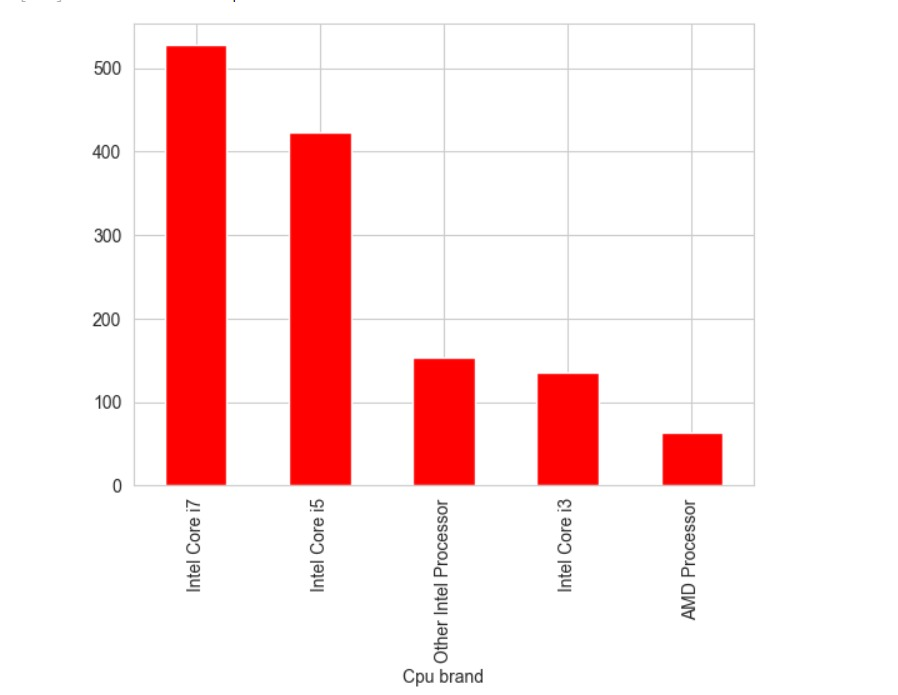 500
400
300
200
100
0
Intel Core i7
Intel Core i5
Other Intel Processor
Intel Core i3
AMD Processor
Cpu brand